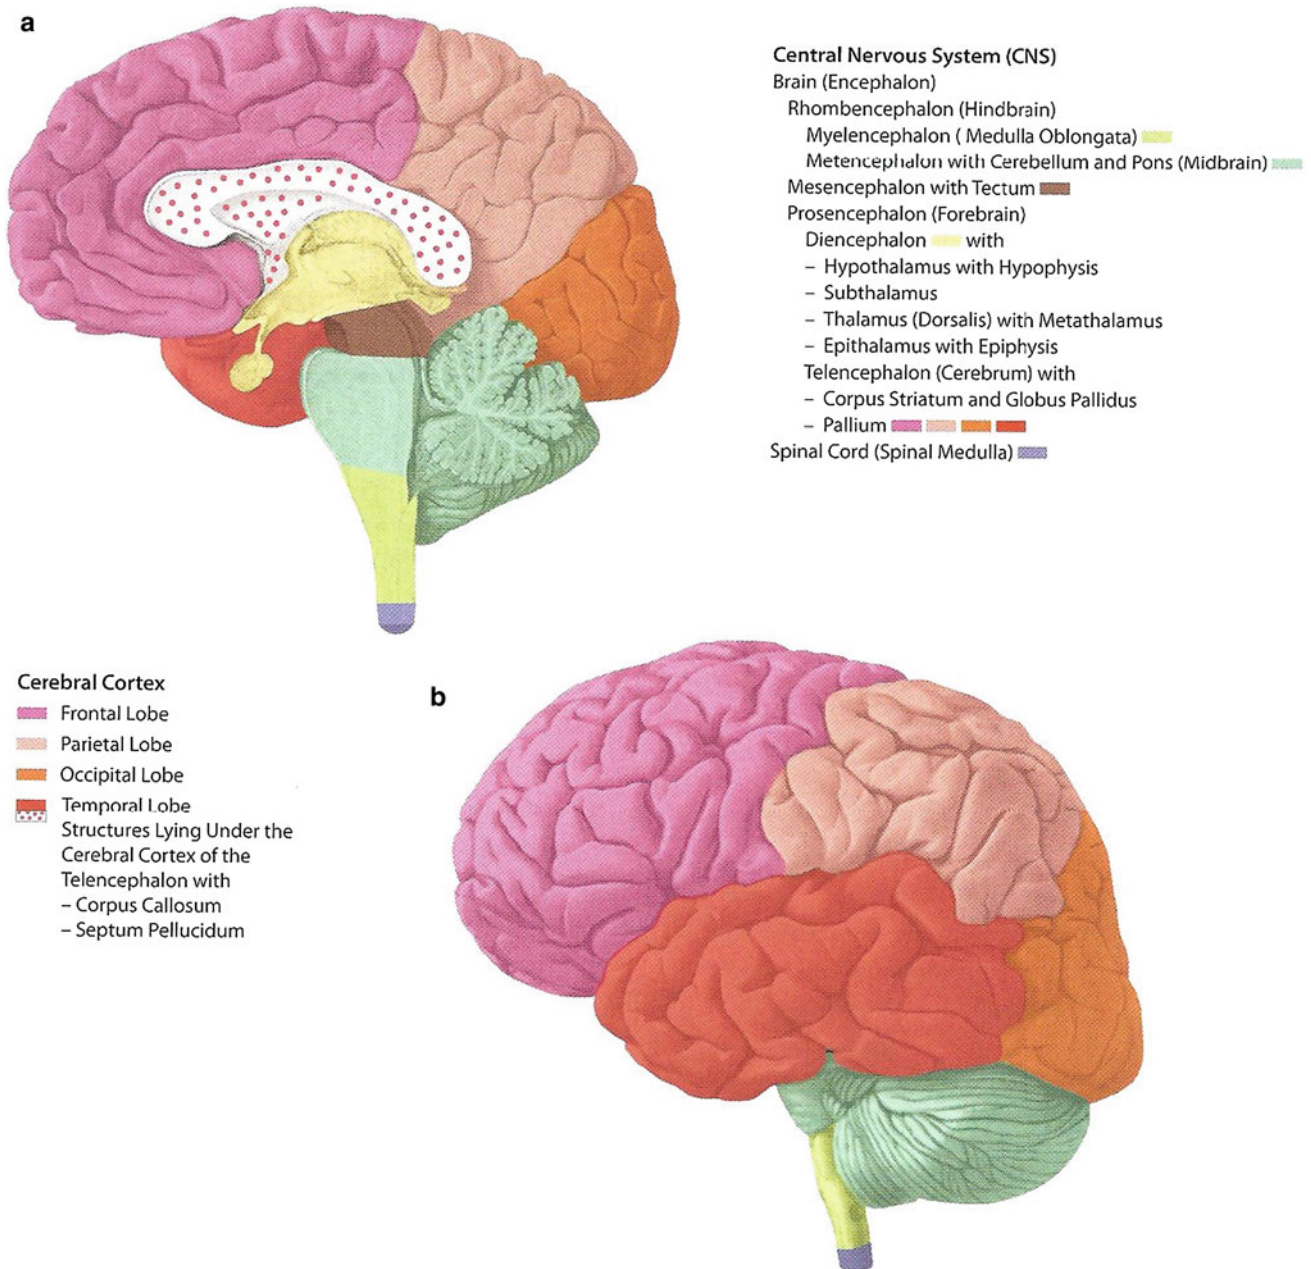 a
Central Nervous System (CNS)
Brain (Encephalon)
Rhombencephalon (Hindbrain)
Myelencephalon ( Medulla Oblongata)
Metencephalon with Cerebellum and Pons (Midbrain)
Mesencephalon with Tectum
Prosencephalon (Forebrain)
Diencephalon with
– Hypothalamus with Hypophysis
– Subthalamus
– Thalamus (Dorsalis) with Metathalamus
– Epithalamus with Epiphysis
Telencephalon (Cerebrum) with
– Corpus Striatum and Globus Pallidus
– Pallium
Spinal Cord (Spinal Medulla)
Cerebral Cortex
Frontal Lobe
Parietal Lobe
Occipital Lobe
Temporal Lobe
Structures Lying Under the
Cerebral Cortex of the
Telencephalon with
– Corpus Callosum
– Septum Pellucidum
b